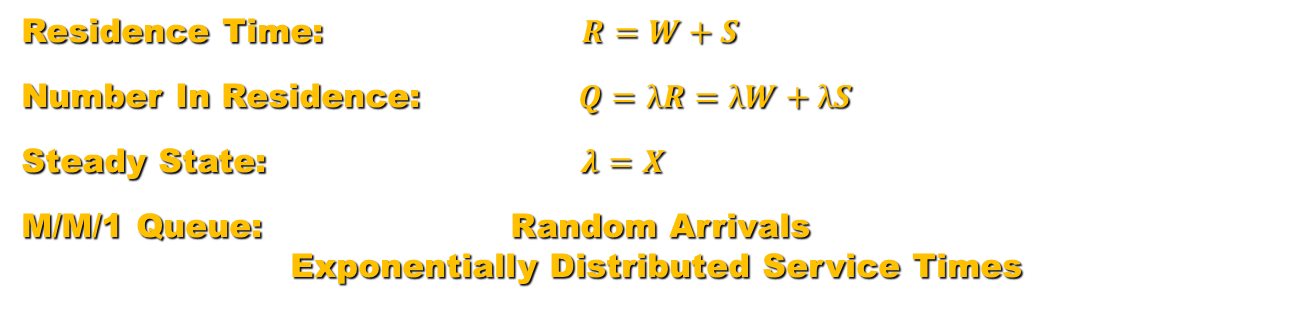 Residence Time: R = W + S
Number In Residence: Q = λR = λW + λS
Steady State: λ = X
M/M/1 Queue: Random Arrivals
Exponentially Distributed Service Times